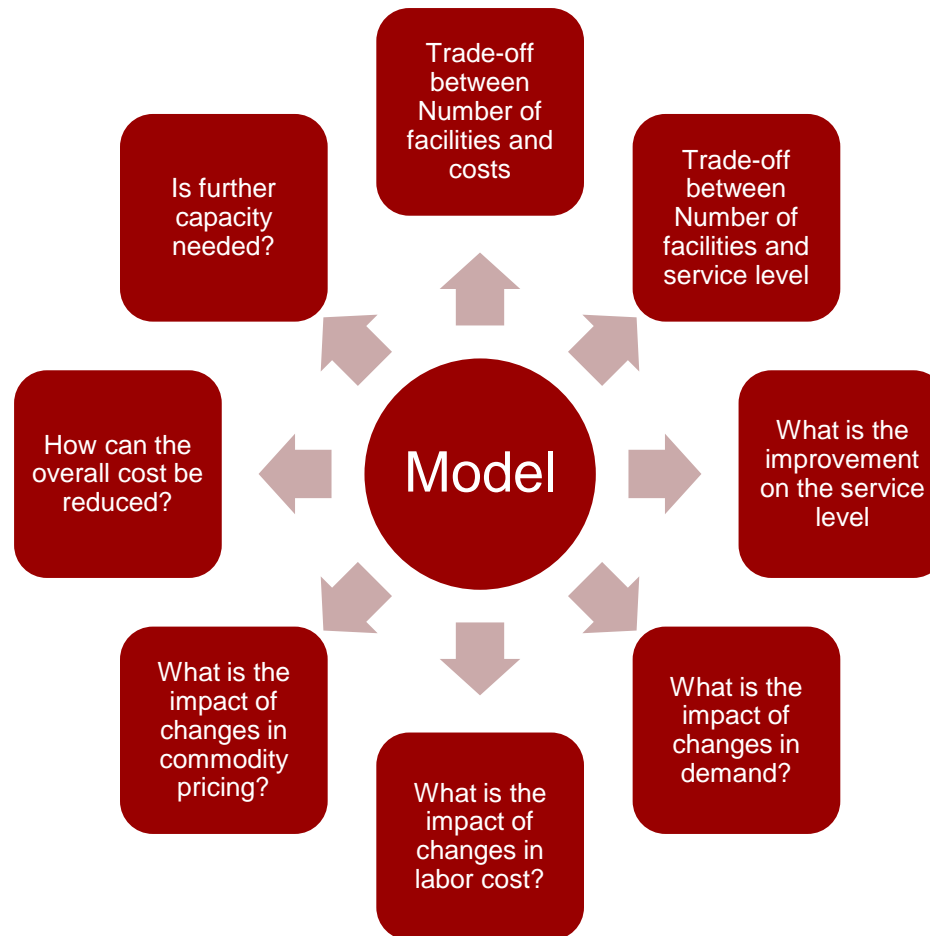 Trade-off
between
Number of
facilities and
costs
Trade-off
between
Number of
facilities and
service level
What is the
improvement
on the service
level
What is the
impact of
changes in
demand?
What is the
impact of
changes in
labor cost?
What is the
impact of
changes in
commodity
pricing?
How can the
overall cost be
reduced?
Is further
capacity
needed?
Model